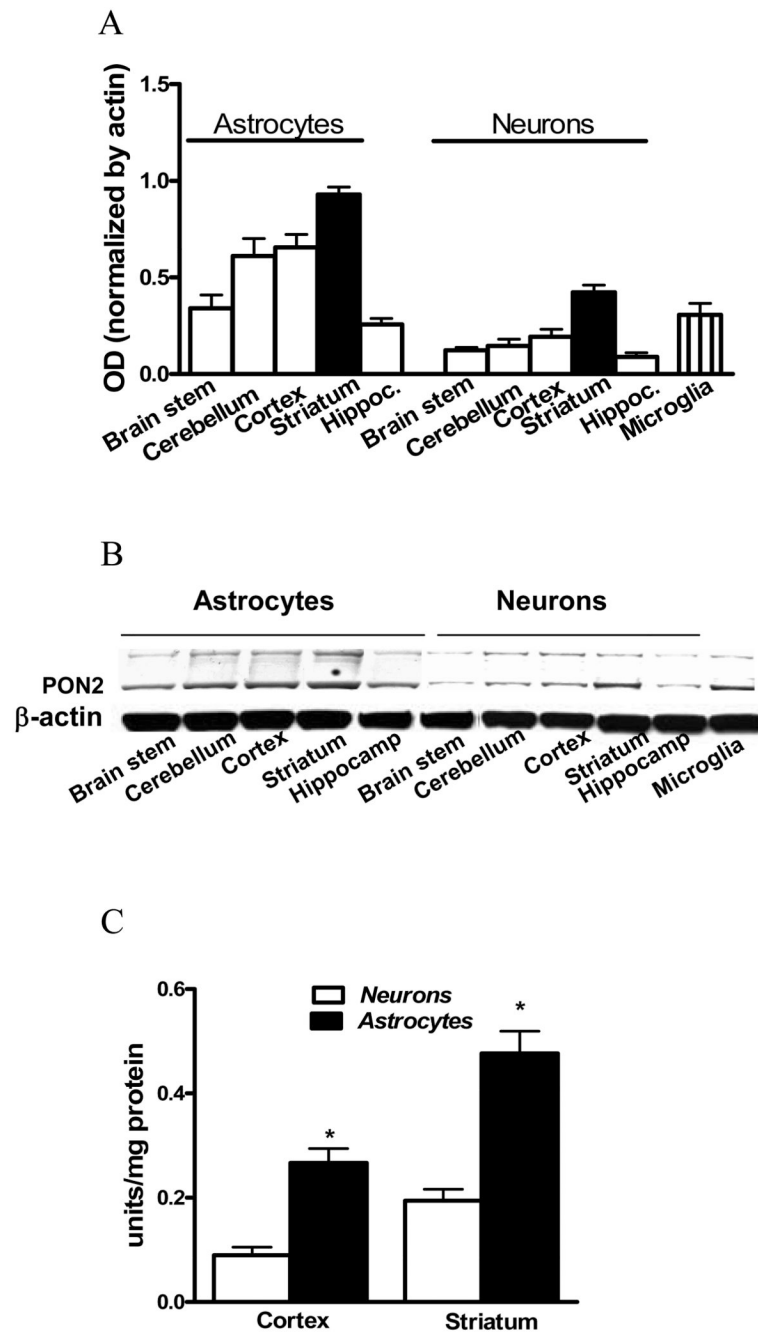 A
OD (normalized by actin)
1.5
1.0
0.5
0.0
Astrocytes Neurons
Brain stem Cerebellum Cortex Striatum Hippoc. Brain stem Cerebellum Cortex Striatum Hippoc. Microglia
B
Astrocytes Neurons
PON2
β-actin
Brain stem Cerebellum Cortex Striatum Hippocamp Brain stem Cerebellum Cortex Striatum Hippocamp Microglia
C
units/mg protein
0.6
0.4
0.2
0.0
Neurons
Astrocytes
* *
Cortex Striatum